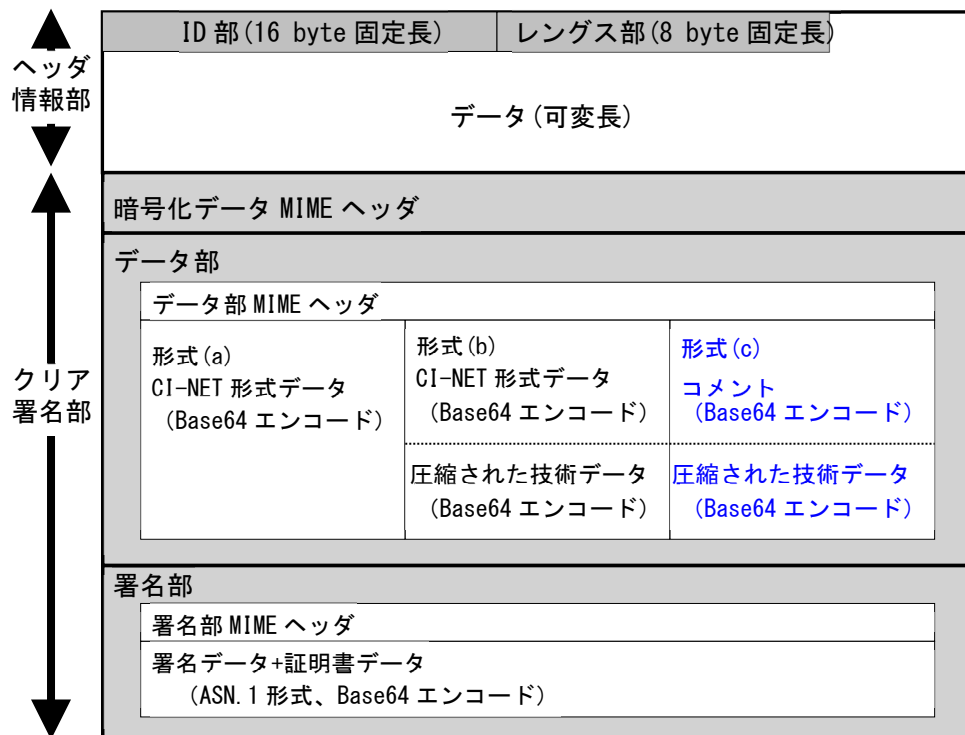 ID部(16 byte 固定長)
レングス部(8 byte 固定長)
ヘッダ
情報部
データ(可変長)
暗号化データ MIME ヘッダ
データ部
データ部 MIME ヘッダ
形式(a)
CI-NET 形式データ
(Base64 エンコード)
形式(b)
CI-NET 形式データ
(Base64 エンコード)
圧縮された技術データ
(Base64 エンコード)
形式(c)
コメント
(Base64 エンコード)
圧縮された技術データ
(Base64 エンコード)
クリア
署名部
署名部
署名部 MIME ヘッダ
署名データ+証明書データ
(ASN.1 形式、Base64 エンコード)